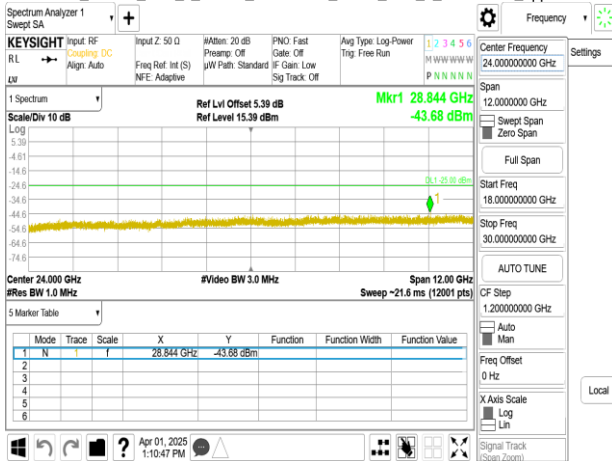 Spectrum Analyzer 1
Swept SA
Frequency
KEYSIGHT
RL
Input: RF
Coupling: DC
Align: Auto
Input Z: 50 Ω
Freq Ref: Int (S)
NFE: Adaptive
#Atten: 20 dB
Preamp: Off
µW Path: Standard
PNO: Fast
Gate: Off
IF Gain: Low
Sig Track: Off
Avg Type: Log-Power
Trig: Free Run
1 2 3 4 5 6
M W W W W W
P N N N N N
Center Frequency
24.000000000 GHz
Settings
Span
12.0000000 GHz
Swept Span
Zero Span
Full Span
Start Freq
18.000000000 GHz
Stop Freq
30.000000000 GHz
AUTO TUNE
CF Step
1.200000000 GHz
Auto
Man
Freq Offset
0 Hz
X Axis Scale
Log
Lin
Signal Track
(Span Zoom)
Local
1 Spectrum
Scale/Div 10 dB
Ref Lvl Offset 5.39 dB
Ref Level 15.39 dBm
Mkr1 28.844 GHz
-43.68 dBm
Log
5.39
-4.61
-14.6
-24.6
-34.6
-44.6
-54.6
-64.6
-74.6
DL1 -25.00 dBm
1
Center 24.000 GHz
#Res BW 1.0 MHz
#Video BW 3.0 MHz
Span 12.00 GHz
Sweep ~21.6 ms (12001 pts)
5 Marker Table
Mode Trace Scale X Y Function Function Width Function Value
1 N 1 f 28.844 GHz -43.68 dBm
2
3
4
5
6
Apr 01, 2025
1:10:47 PM